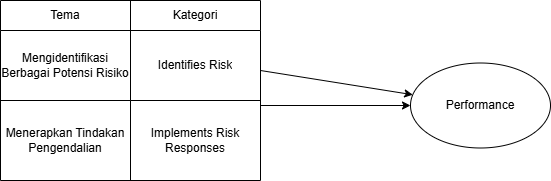 Tema Kategori
Mengidentifikasi
Berbagai Potensi Risiko
Identifies Risk
Menerapkan Tindakan
Pengendalian
Implements Risk
Responses
Performance